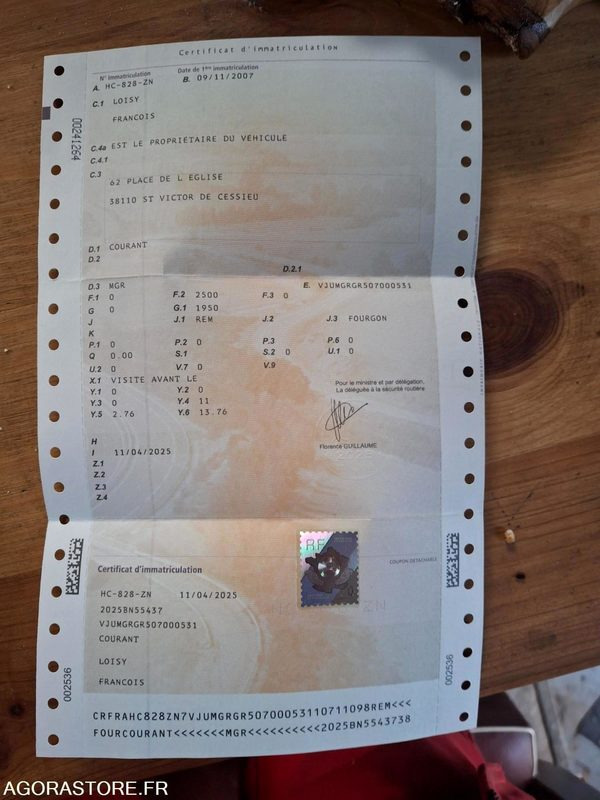 Certificat d'immatriculation
N° immatriculation Date de 1ère immatriculation
A. HC-828-ZN B. 09/11/2007
C.1 LOISY
FRANCOIS
00241264
C.4a EST LE PROPRIÉTAIRE DU VÉHICULE
C.4.1
C.3
62 PLACE DE L EGLISE
38110 ST VICTOR DE CESSIEU
D.1 COURANT
D.2
D.2.1
D.3 MGR E. VJUMGRGR507000531
F.1 0 F.2 2500 F.3 0
G 0 G.1 1950
J J.1 REM J.2 J.3 FOURGON
K
P.1 0 P.2 0 P.3 P.6 0
Q 0.00 S.1 S.2 0 U.1 0
U.2 0 V.7 0 V.9
X.1 VISITE AVANT LE
Y.1 0 Y.2 0
Y.3 0 Y.4 11
Y.5 2.76 Y.6 13.76
Pour le ministre et par délégation,
La déléguée à la sécurité routière
Florence GUILLAUME
H
I 11/04/2025
Z.1
Z.2
Z.3
Z.4
RF
COUPON DETACHABLE
Certificat d'immatriculation
HC-828-ZN 11/04/2025
2025BN55437
VJUMGRGR507000531
COURANT
LOISY
FRANCOIS
002536
002536
CRFRAHC828ZN7VJUMGRGR50700053110711098REM<<<
FOURCOURANT<<<<<<<MGR<<<<<<<<<<2025BN5543738
AGORASTORE.FR